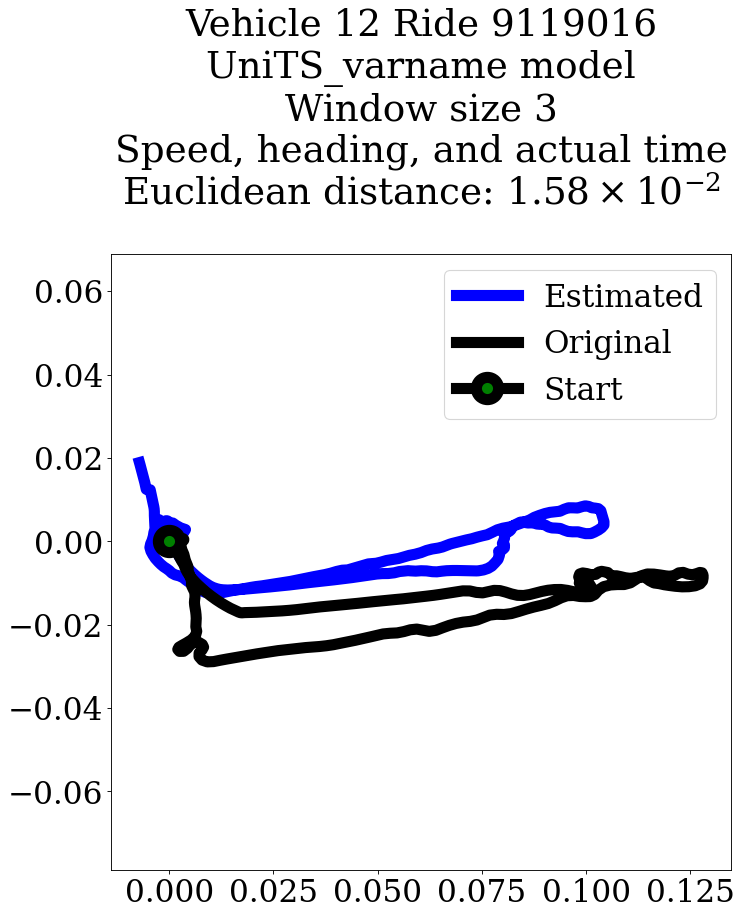 Vehicle 12 Ride 9119016
UniTS_varname model
Window size 3
Speed, heading, and actual time
Euclidean distance: 1.58 × 10⁻²
Estimated
Original
Start
0.06
0.04
0.02
0.00
−0.02
−0.04
−0.06
0.000 0.025 0.050 0.075 0.100 0.125